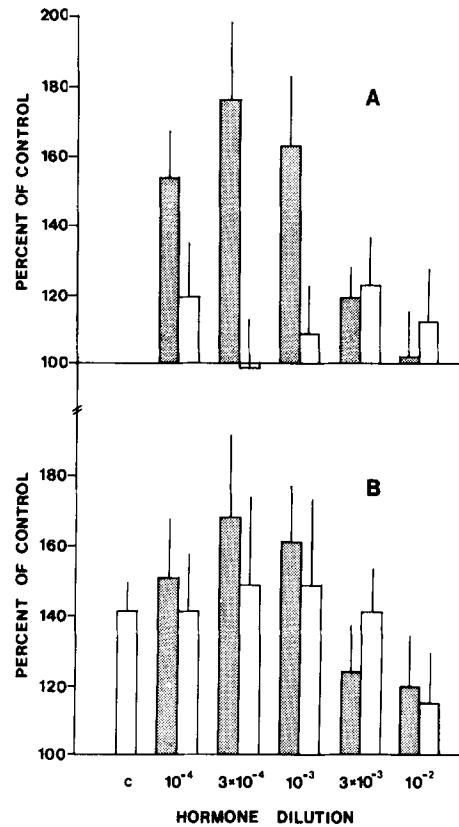 200
180
160
140
120
100
PERCENT OF CONTROL
A
180
160
140
120
100
PERCENT OF CONTROL
B
c 10⁻⁴ 3×10⁻⁴ 10⁻³ 3×10⁻³ 10⁻²
HORMONE DILUTION